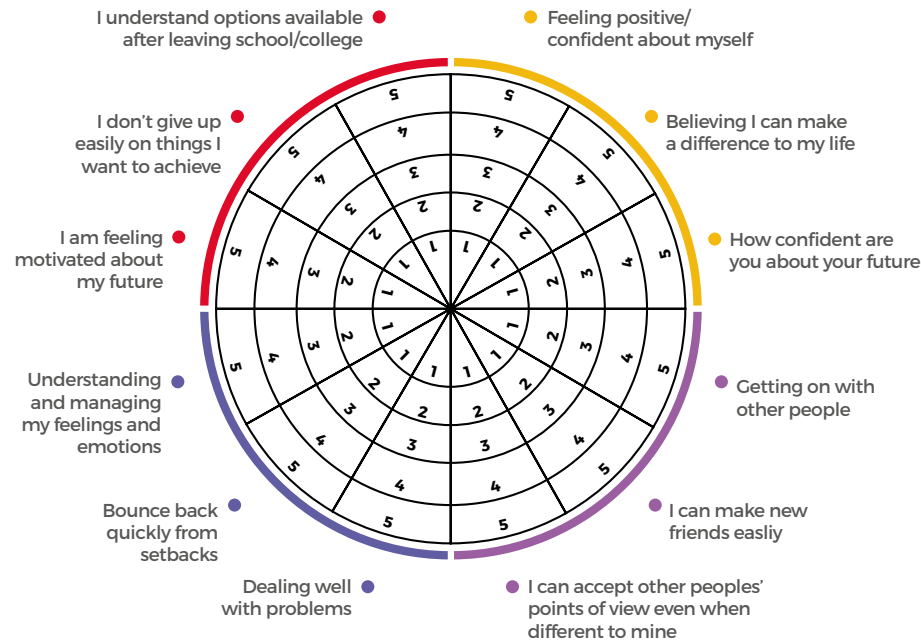 I understand options available
after leaving school/college
Feeling positive/
confident about myself
I don't give up
easily on things I
want to achieve
Believing I can make
a difference to my life
I am feeling
motivated about
my future
How confident are
you about your future
Understanding
and managing
my feelings and
emotions
Getting on with
other people
Bounce back
quickly from
setbacks
I can make new
friends easliy
Dealing well
with problems
I can accept other peoples'
points of view even when
different to mine
5 4 3 2 1
5 4 3 2 1
5 4 3 2 1
5 4 3 2 1
5 4 3 2 1
5 4 3 2 1
5 4 3 2 1
5 4 3 2 1
5 4 3 2 1
5 4 3 2 1
5 4 3 2 1
5 4 3 2 1